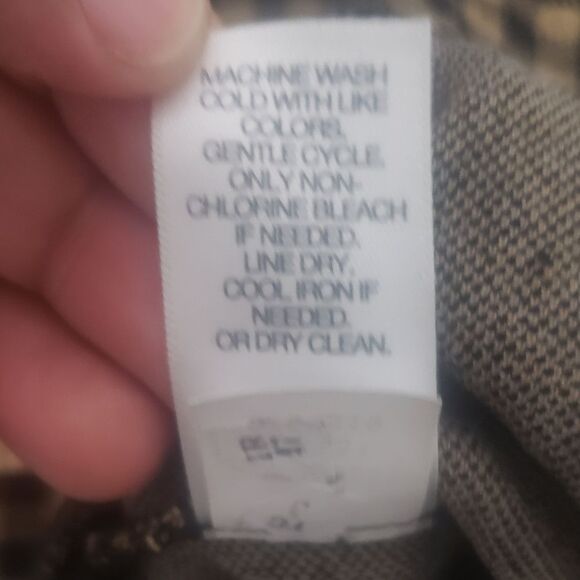 MACHINE WASH
COLD WITH LIKE
COLORS.
GENTLE CYCLE.
ONLY NON-
CHLORINE BLEACH
IF NEEDED.
LINE DRY.
COOL IRON IF
NEEDED.
OR DRY CLEAN.